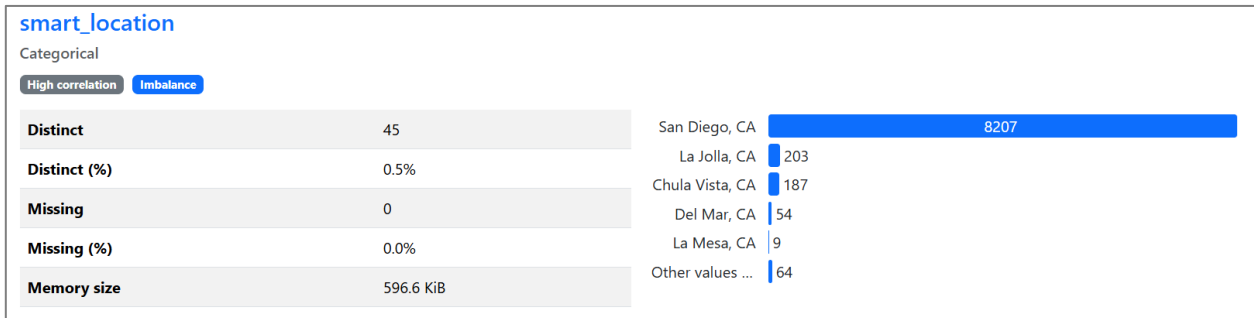 smart_location
Categorical
High correlation Imbalance
Distinct 45
Distinct (%) 0.5%
Missing 0
Missing (%) 0.0%
Memory size 596.6 KiB
San Diego, CA 8207
La Jolla, CA 203
Chula Vista, CA 187
Del Mar, CA 54
La Mesa, CA 9
Other values ... 64